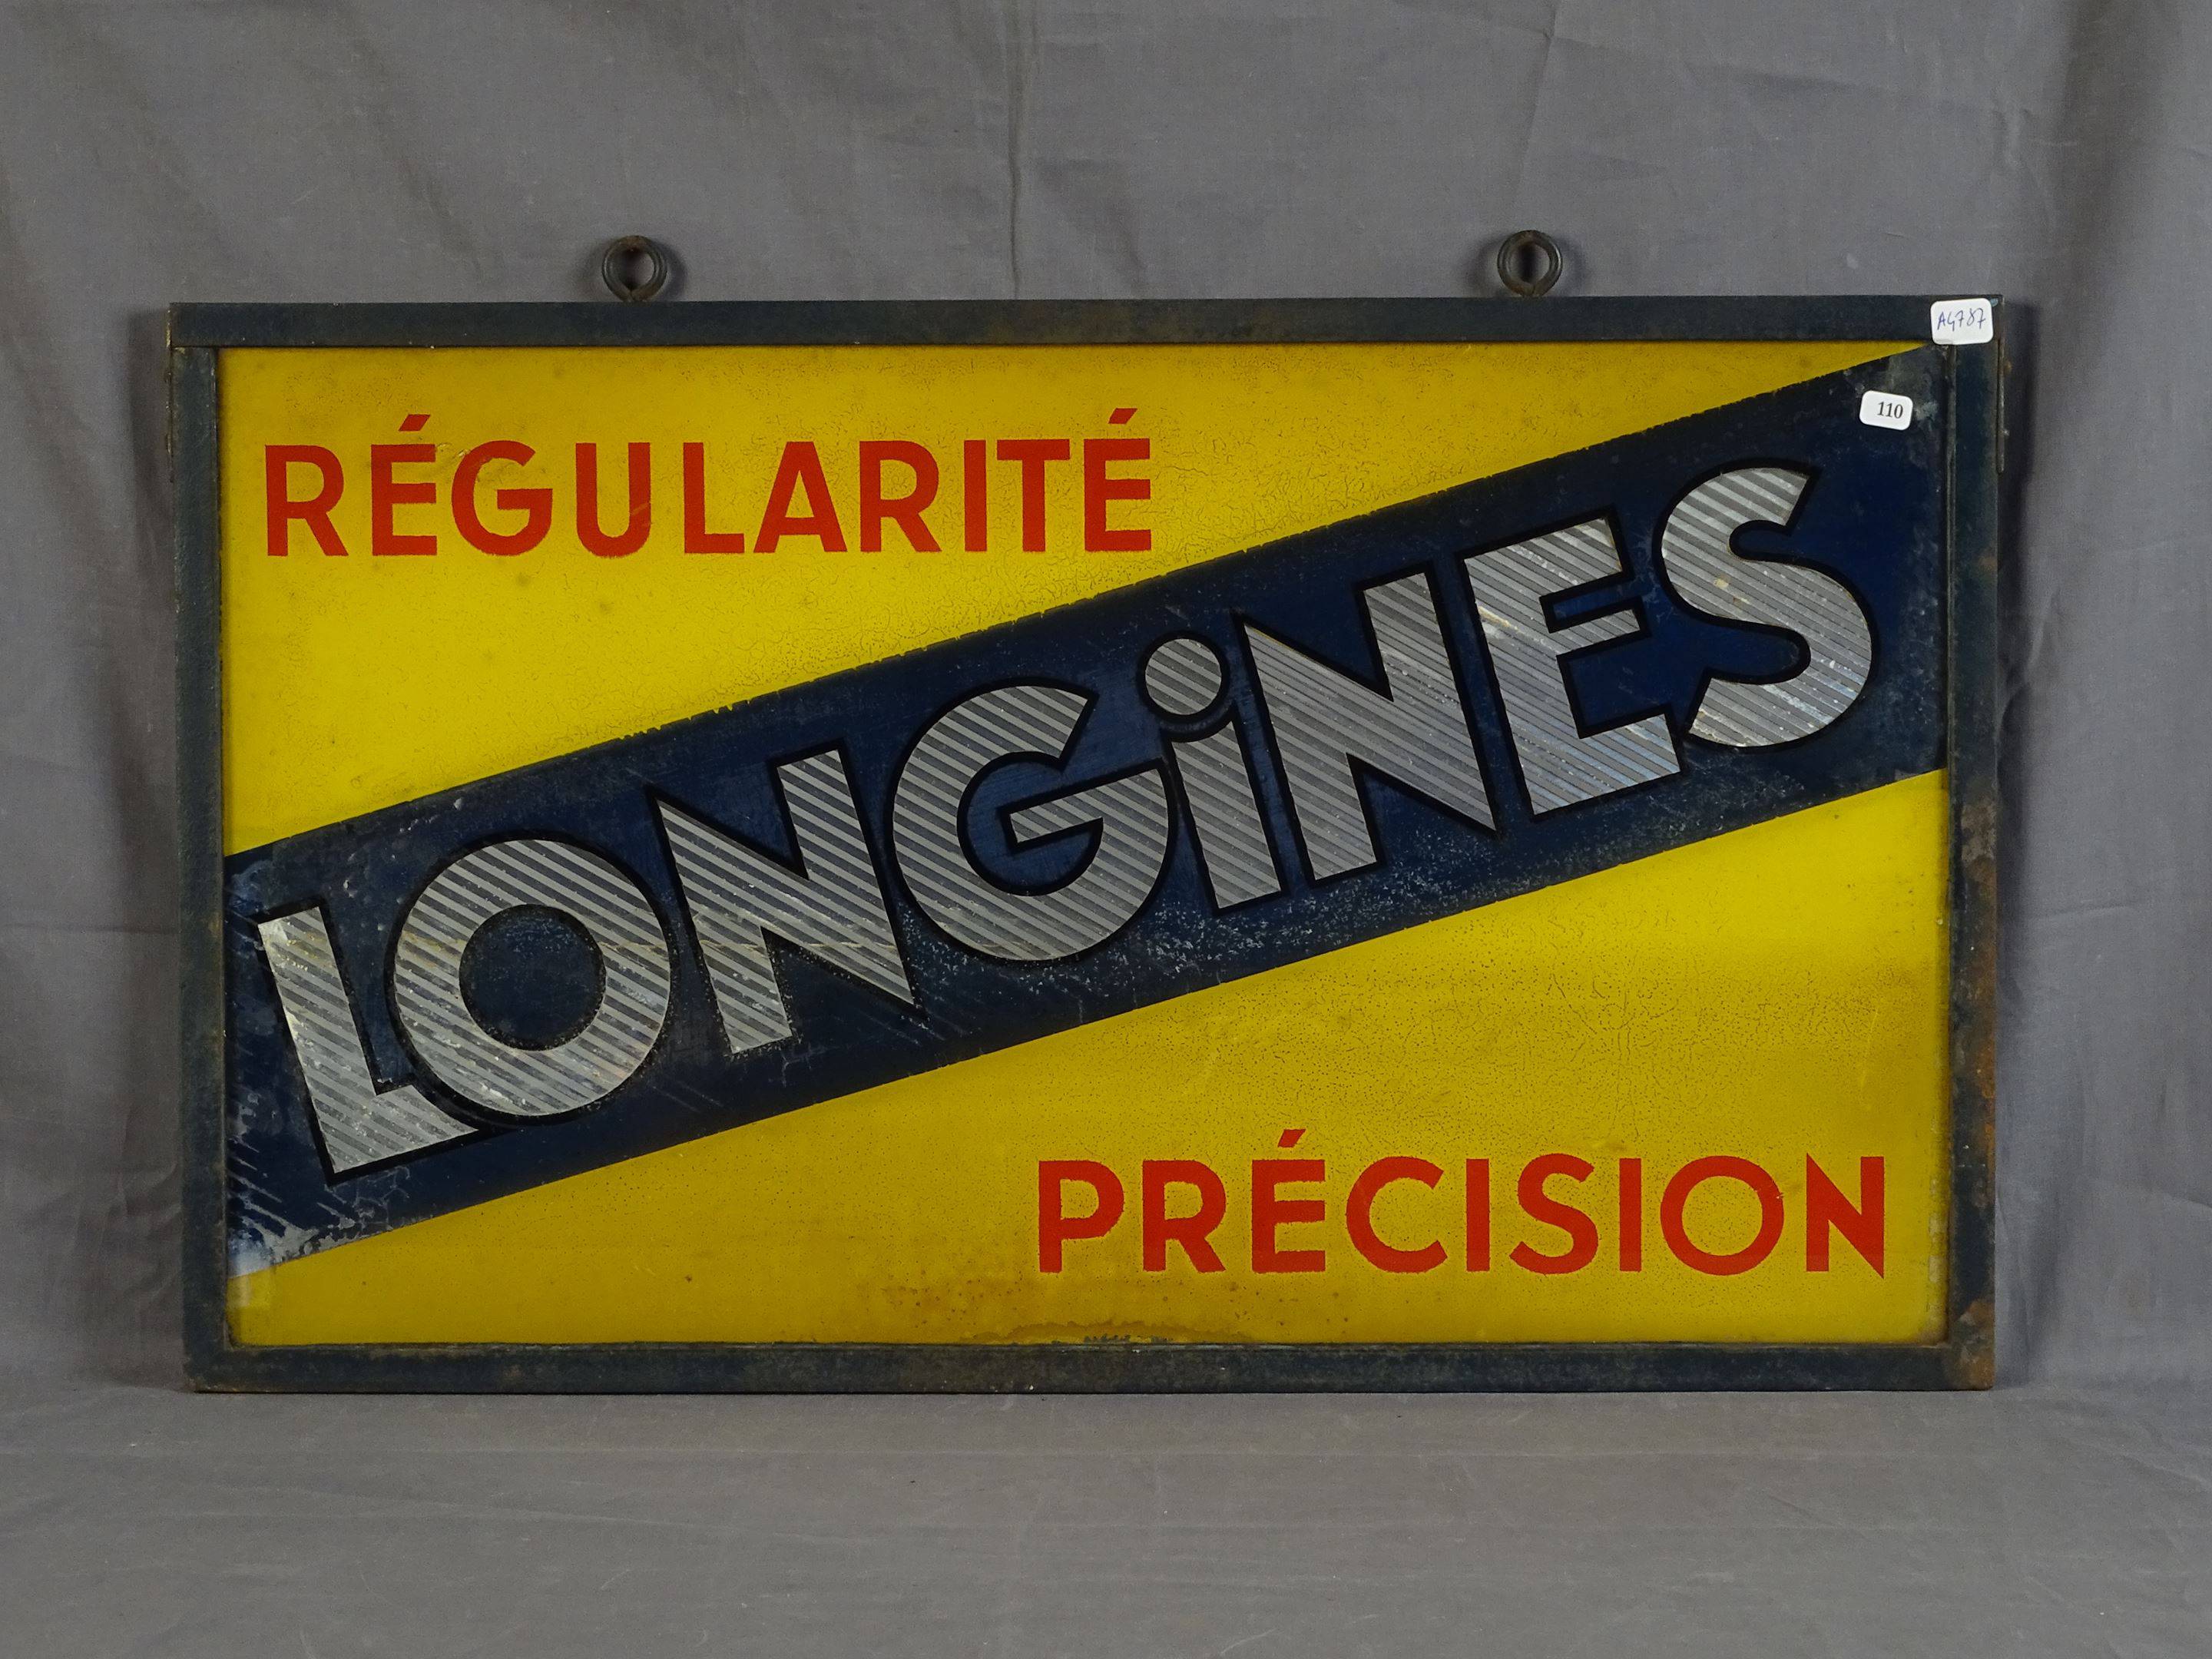 A4787
110
RÉGULARITÉ
LONGiNES
PRÉCISION